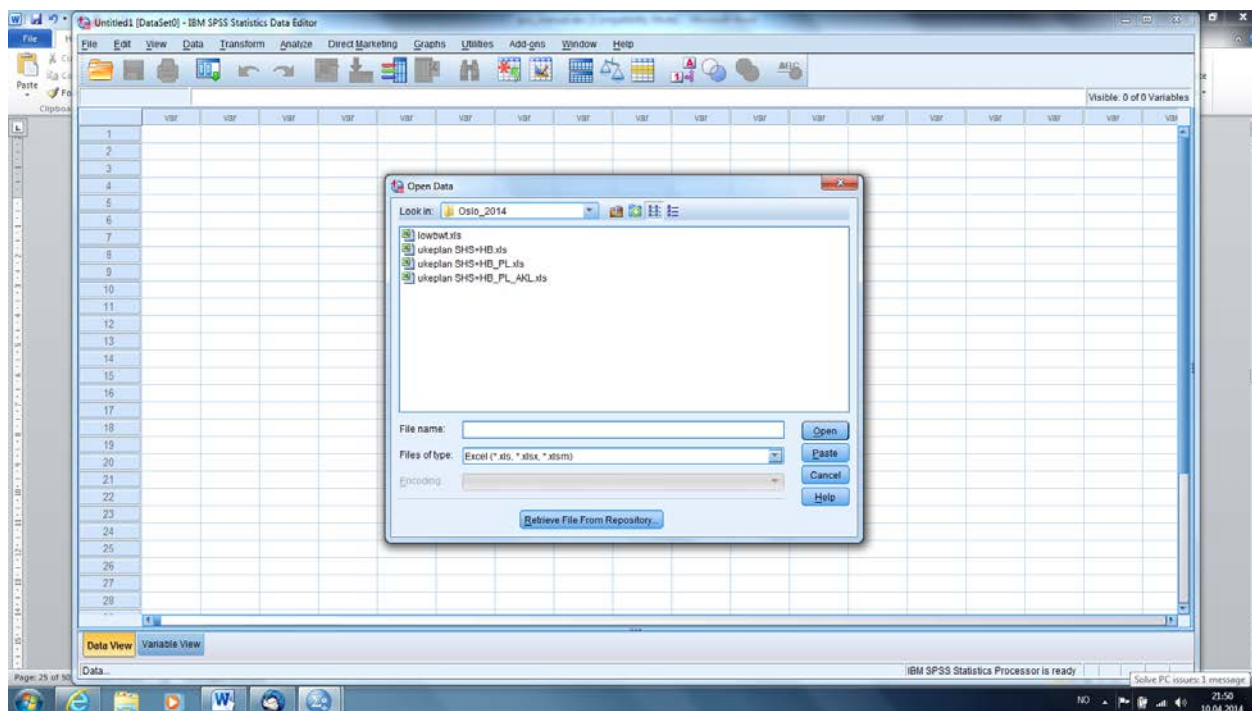 File
Untitled1 [DataSet0] - IBM SPSS Statistics Data Editor
File Edit View Data Transform Analyze Direct Marketing Graphs Utilities Add-ons Window Help
Paste
Visible: 0 of 0 Variables
var var var var var var var var var var var var var var var var var var
1
2
3
4
5
6
7
8
9
10
11
12
13
14
15
16
17
18
19
20
21
22
23
24
25
26
27
28
Open Data
Look in: Oslo_2014
lowbwt.xls
ukeplan SHS+HB.xls
ukeplan SHS+HB_PL.xls
ukeplan SHS+HB_PL_AKL.xls
File name:
Open
Files of type: Excel (*.xls, *.xlsx, *.xlsm)
Paste
Encoding:
Cancel
Help
Retrieve File From Repository...
Data View Variable View
Data...
IBM SPSS Statistics Processor is ready
Page: 25 of 50
Solve PC issues: 1 message
NO
21:50
10.04.2014